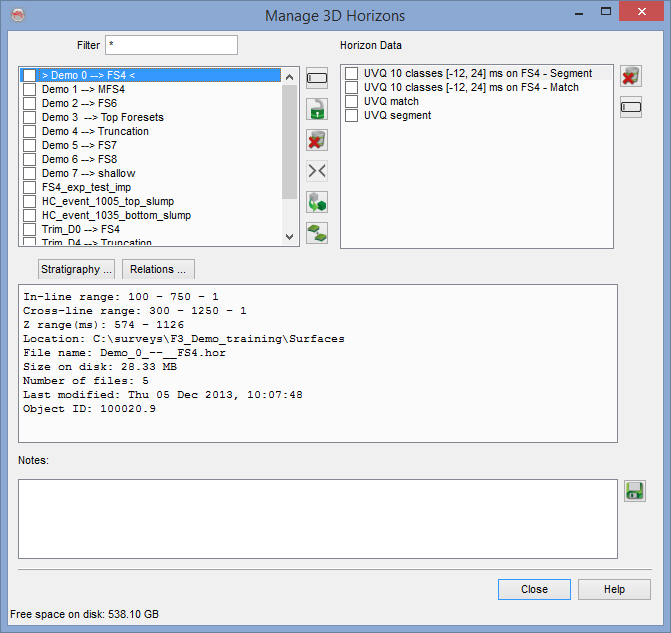 Manage 3D Horizons
Filter *
Horizon Data
> Demo 0 --> FS4 <
Demo 1 --> MFS4
Demo 2 --> FS6
Demo 3 --> Top Foresets
Demo 4 --> Truncation
Demo 5 --> FS7
Demo 6 --> FS8
Demo 7 --> shallow
FS4_exp_test_imp
HC_event_1005_top_slump
HC_event_1035_bottom_slump
Trim_D0 --> FS4
Trim_D4 --> Truncation
UVQ 10 classes [-12, 24] ms on FS4 - Segment
UVQ 10 classes [-12, 24] ms on FS4 - Match
UVQ match
UVQ segment
Stratigraphy ...
Relations ...
In-line range: 100 - 750 - 1
Cross-line range: 300 - 1250 - 1
Z range(ms): 574 - 1126
Location: C:\surveys\F3_Demo_training\Surfaces
File name: Demo_0_--__FS4.hor
Size on disk: 28.33 MB
Number of files: 5
Last modified: Thu 05 Dec 2013, 10:07:48
Object ID: 100020.9
Notes:
Close
Help
Free space on disk: 538.10 GB